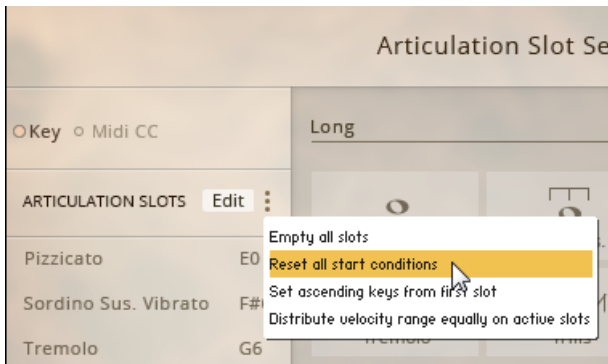 Articulation Slot Se
Key Midi CC
Long
ARTICULATION SLOTS Edit
Empty all slots
Pizzicato E0
Reset all start conditions
Set ascending keys from first slot
Sordino Sus. Vibrato F#
Distribute velocity range equally on active slots
Tremolo G6